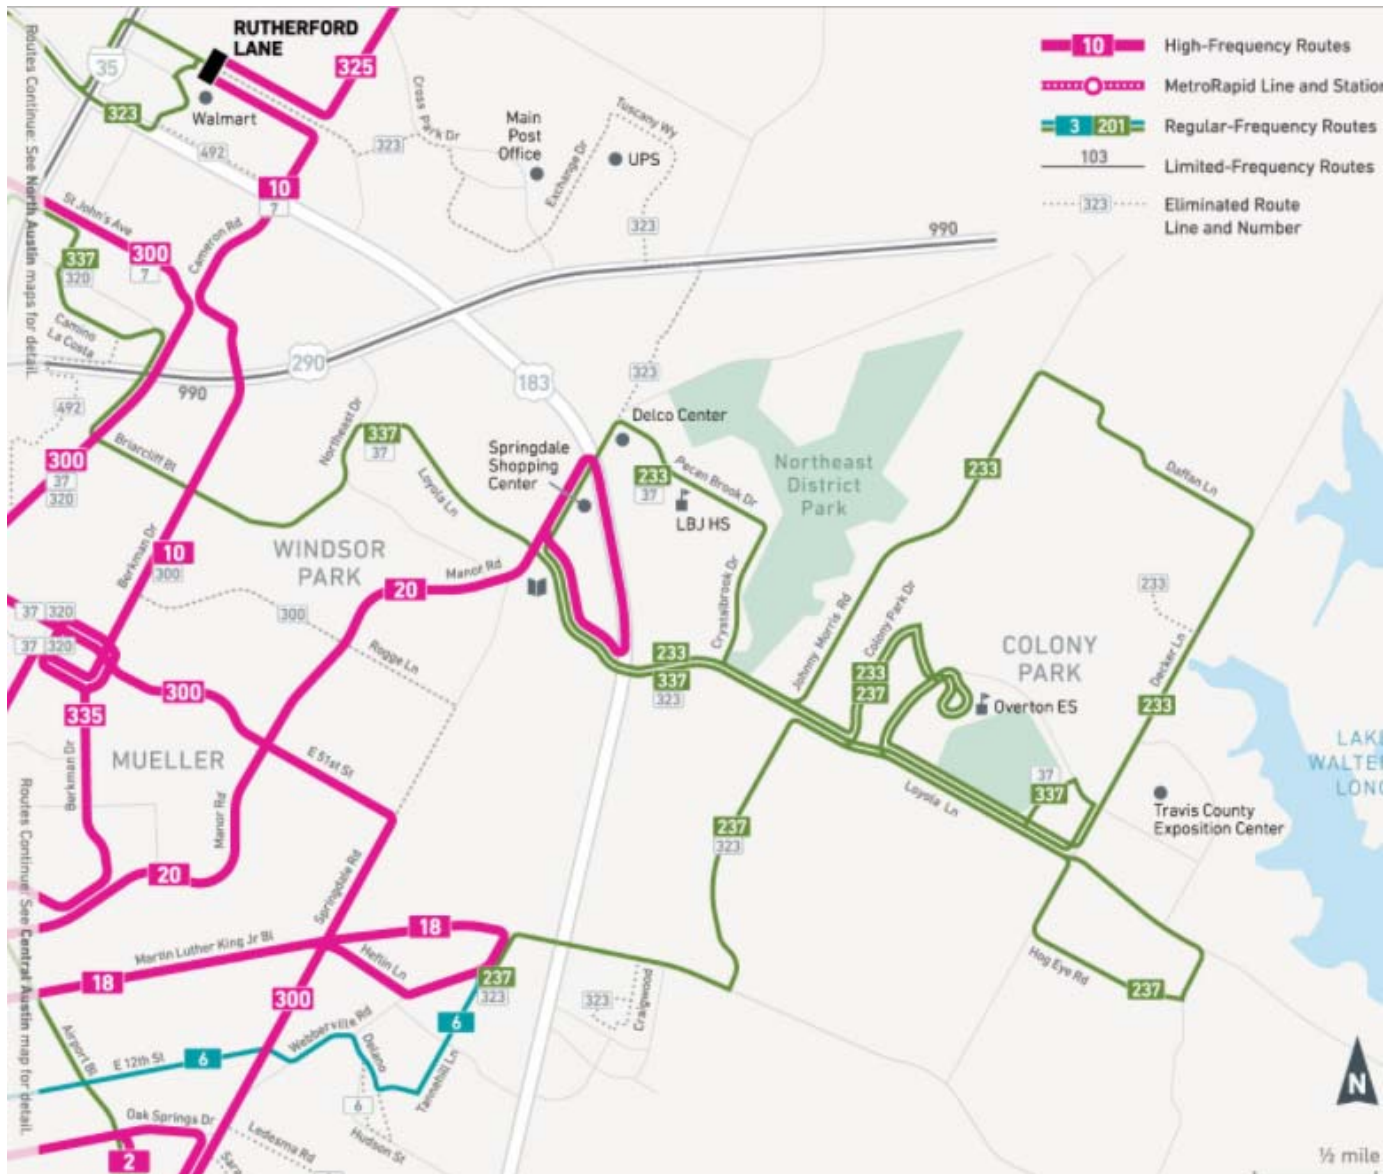 RUTHERFORD
LANE
325
35
323
Walmart
492
Cross Park Dr
323
Main
Post
Office
Tuscany Wy
UPS
Exchange Dr
323
10
High-Frequency Routes
MetroRapid Line and Station
3
201
Regular-Frequency Routes
103
Limited-Frequency Routes
323
Eliminated Route
Line and Number
Routes Continue: See North Austin maps for detail.
10
7
St John's Ave
300
7
Cameron Rd
337
320
Camino
La Costa
990
290
990
183
492
323
Delco Center
Springdale
Shopping
Center
Northeast Dr
337
37
Loyola Ln
Briarcliff Bl
300
37
320
233
37
Pecan Brook Dr
LBJ HS
Northeast
District
Park
233
Daffan Ln
WINDSOR
PARK
10
300
Berkman Dr
20
Manor Rd
Crystalbrook Dr
Johnny Morris Rd
Colony Park Dr
233
COLONY
PARK
Decker Ln
37
320
37
320
300
Rogge Ln
300
233
337
323
233
237
Overton ES
233
335
MUELLER
Berkman Dr
E 51st St
Manor Rd
LAKE
WALTER
LONG
37
337
Loyola Ln
Travis County
Exposition Center
237
323
20
Springdale Rd
Routes Continue: See Central Austin map for detail.
18
Martin Luther King Jr Bl
Heflin Ln
18
300
237
323
323
Craigwood
Hog Eye Rd
237
Airport Bl
E 12th St
6
Webberville Rd
Delano
6
Tannehill Ln
6
Hudson St
Oak Springs Dr
Ledesma Rd
Sara
2
N
½ mile